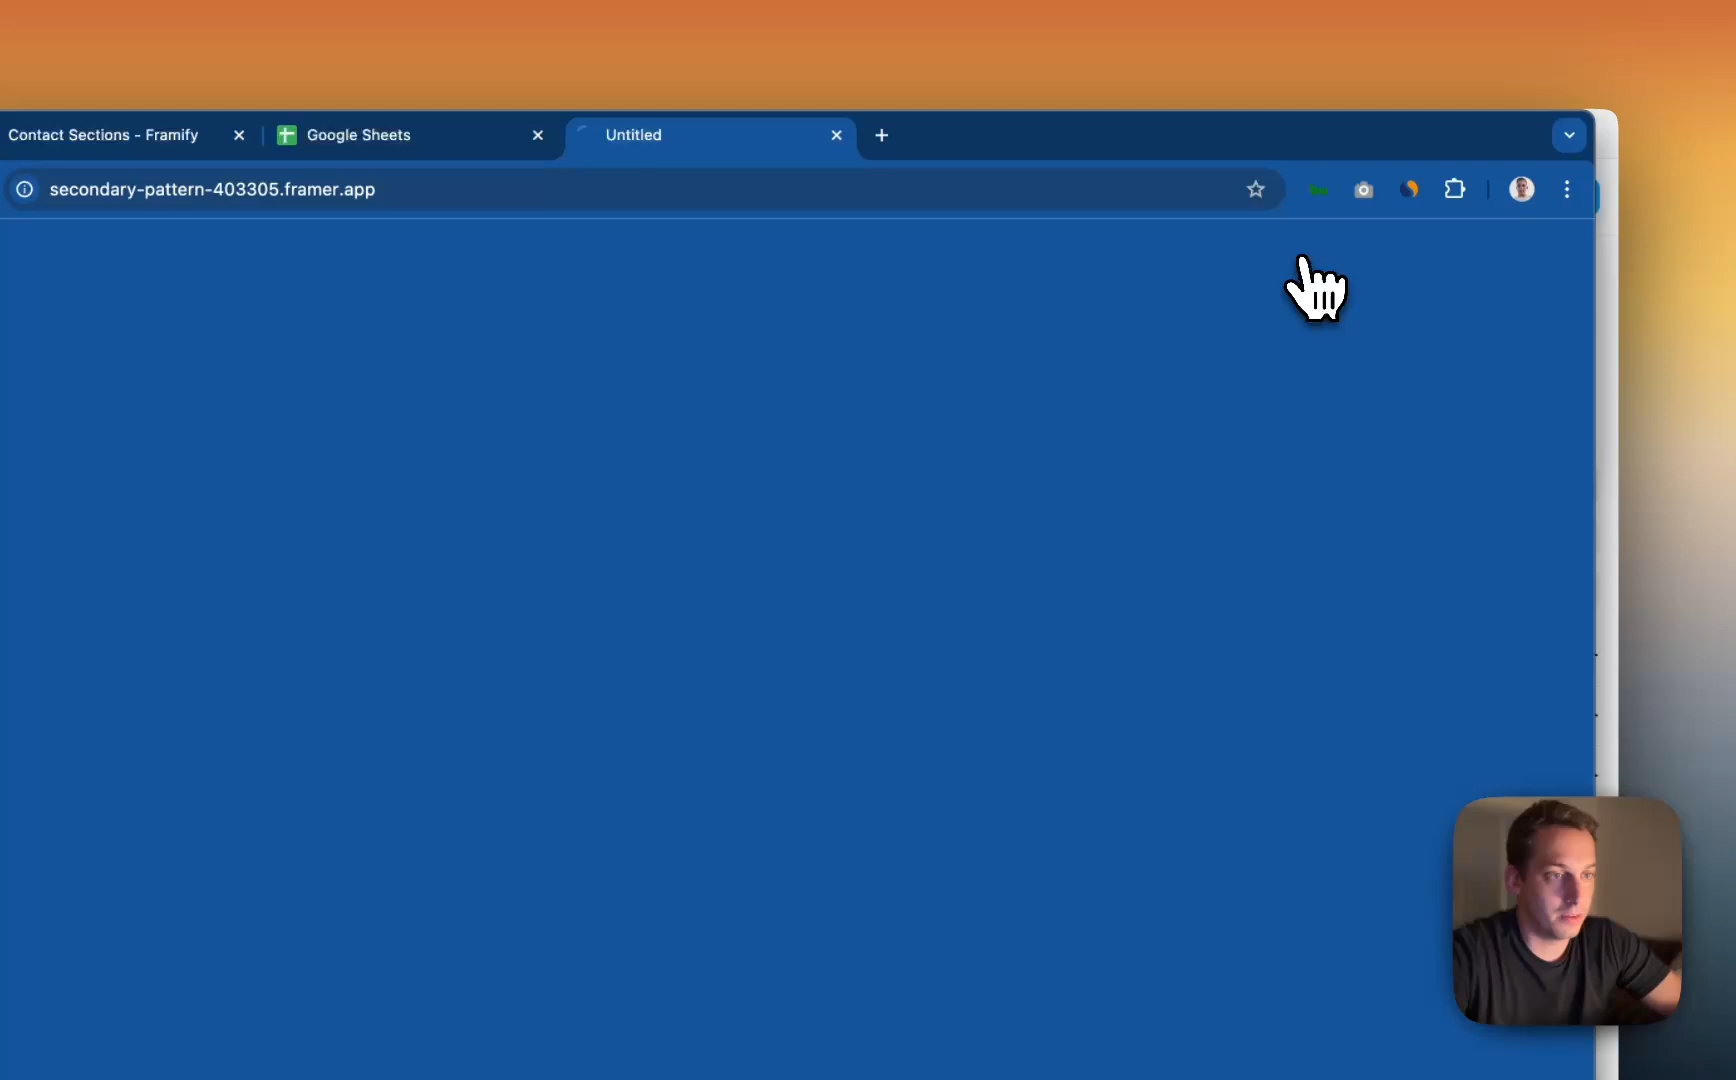 Contact Sections - Framify
Google Sheets
Untitled
secondary-pattern-403305.framer.app